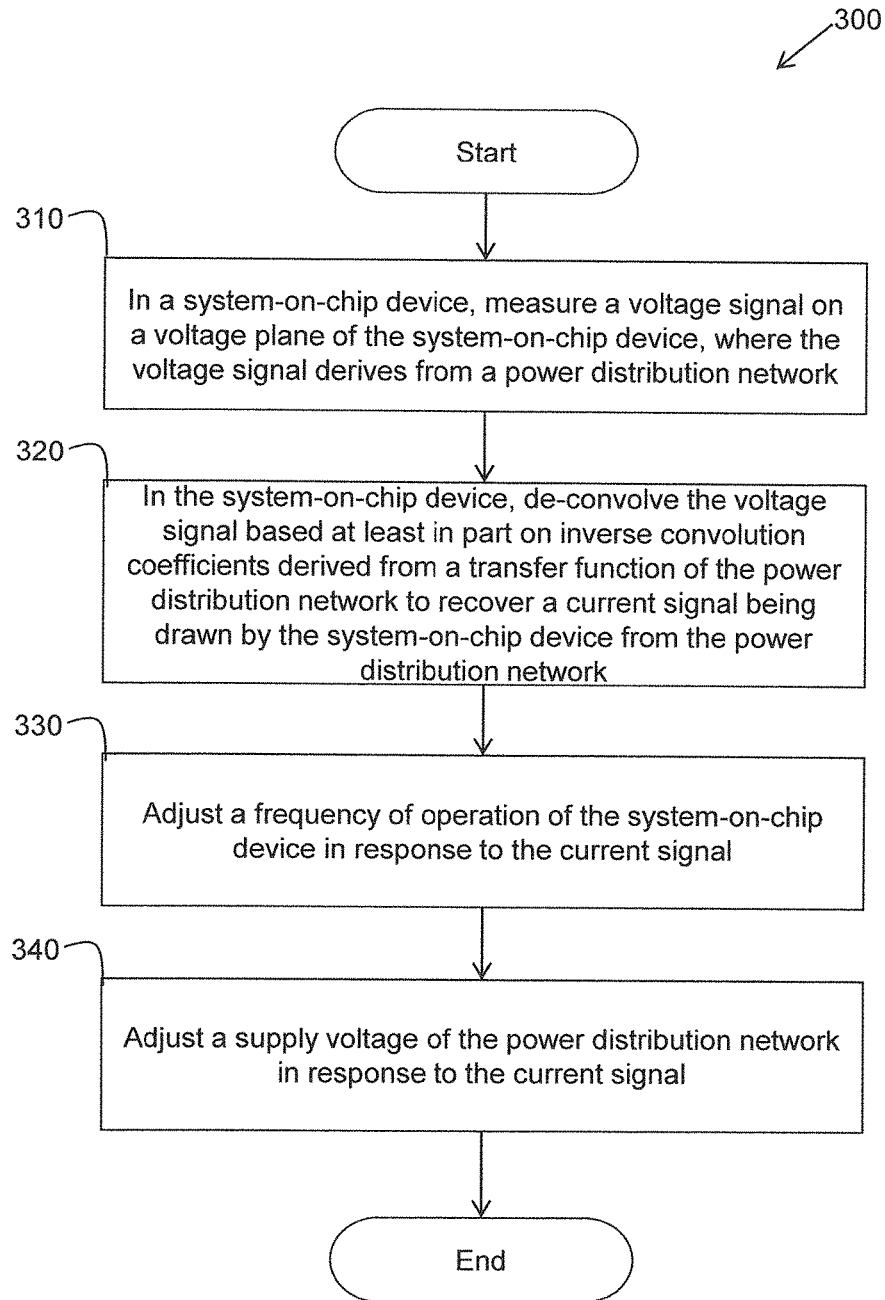 300
Start
310
In a system-on-chip device, measure a voltage signal on
a voltage plane of the system-on-chip device, where the
voltage signal derives from a power distribution network
320
In the system-on-chip device, de-convolve the voltage
signal based at least in part on inverse convolution
coefficients derived from a transfer function of the power
distribution network to recover a current signal being
drawn by the system-on-chip device from the power
distribution network
330
Adjust a frequency of operation of the system-on-chip
device in response to the current signal
340
Adjust a supply voltage of the power distribution network
in response to the current signal
End